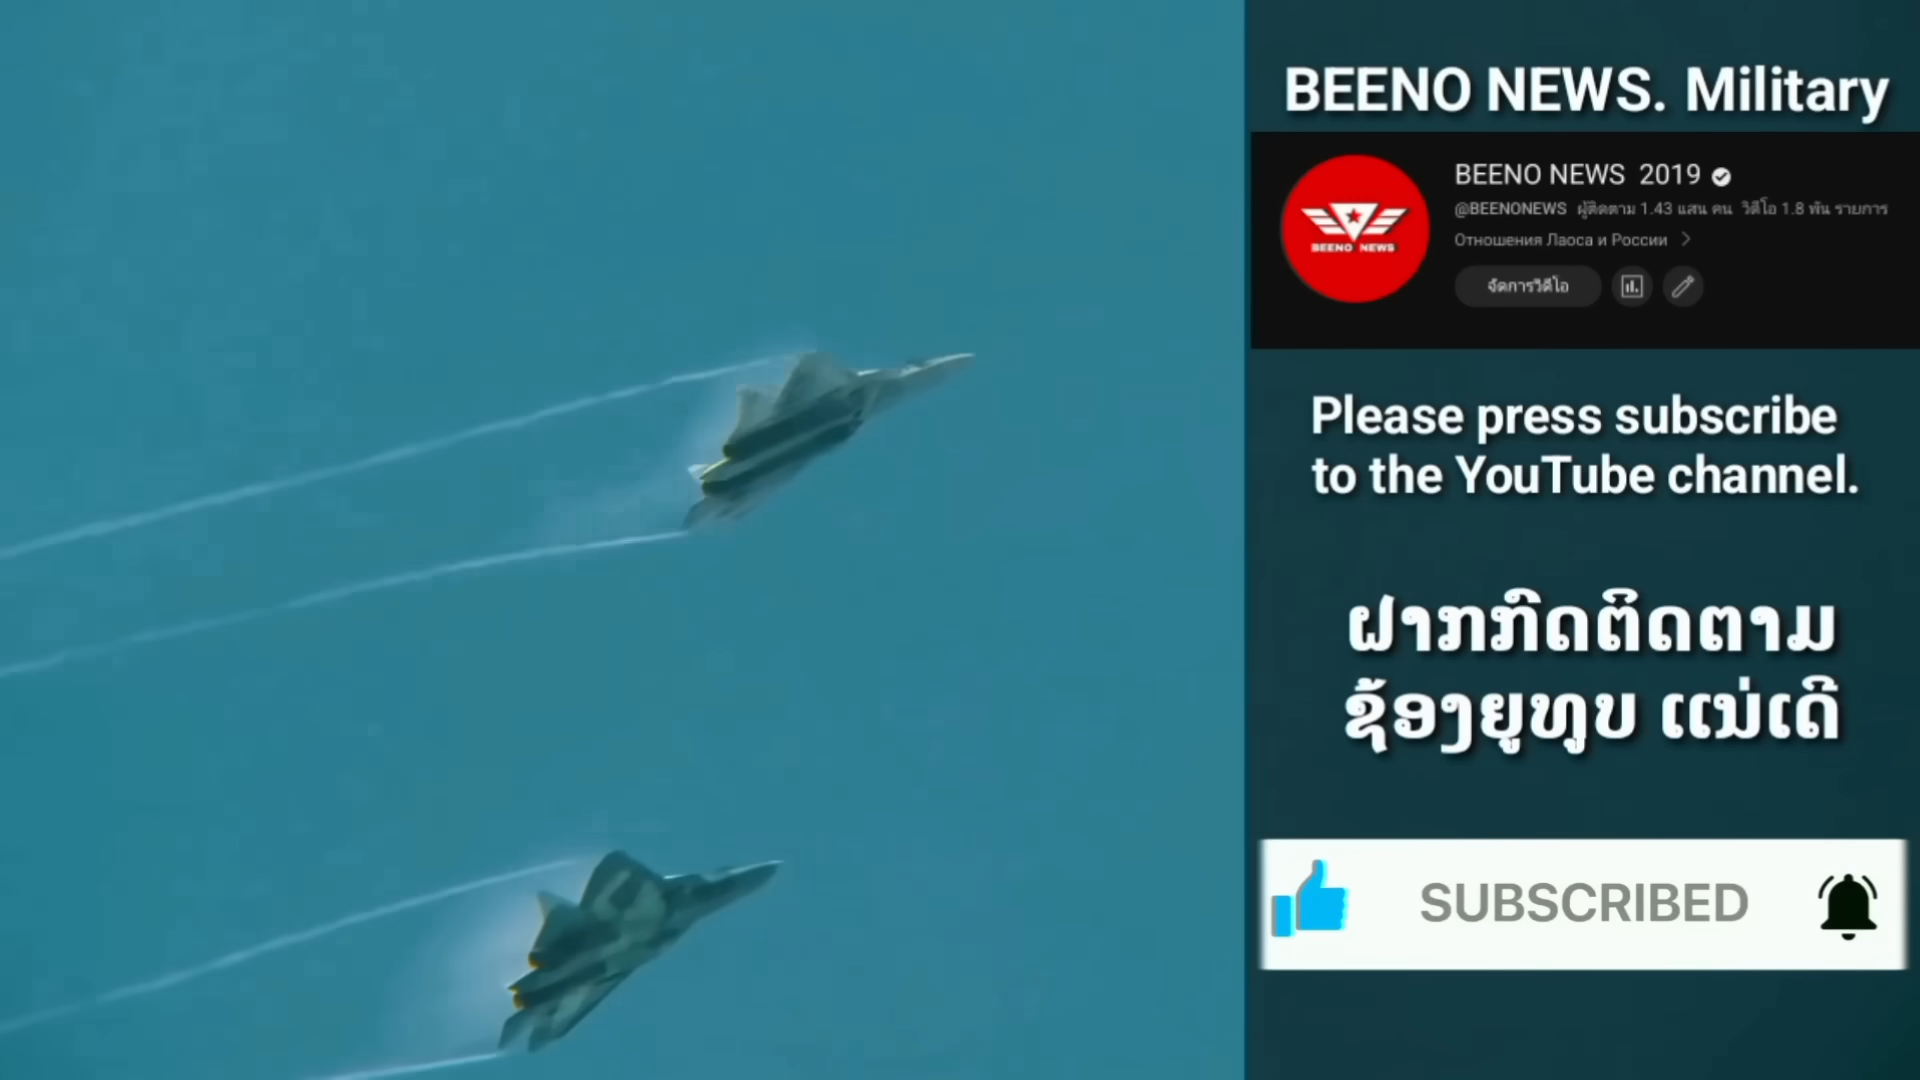 BEENO NEWS. Military
BEENO NEWS 2019
@BEENONEWS ผู้ติดตาม 1.43 แสน คน วิดีโอ 1.8 พัน รายการ
Отношения Лаоса и России
BEENO NEWS
จัดการวิดีโอ
Please press subscribe
to the YouTube channel.
ຝາກກົດຕິດຕາມ
ຊ້ອງຍູທູບ ແນ່ເດີ
SUBSCRIBED